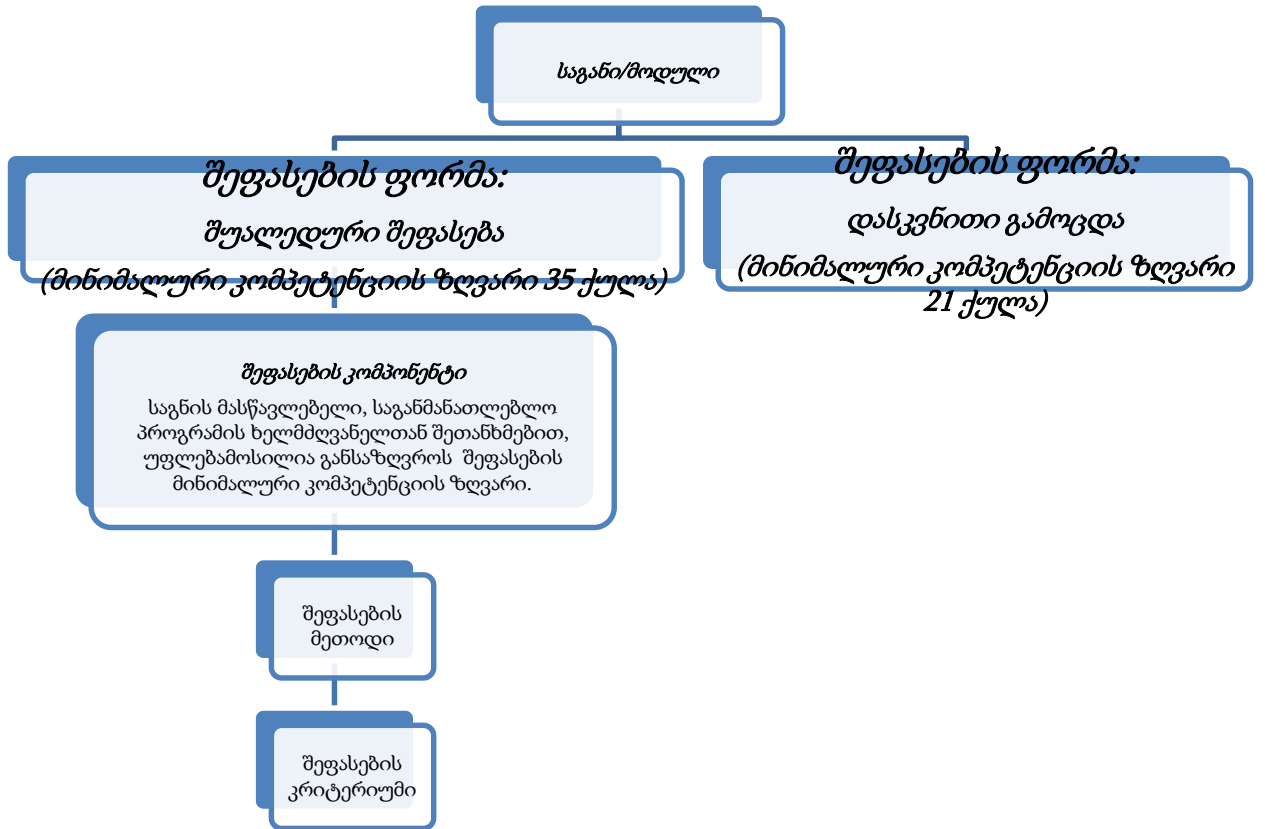 საგანი/მოდული
შეფასების ფორმა:
შუალედური შეფასება
(მინიმალური კომპეტენციის ზღვარი 35 ქულა)
შეფასების ფორმა:
დასკვნითი გამოცდა
(მინიმალური კომპეტენციის ზღვარი
21 ქულა)
შეფასების კომპონენტი
საგნის მასწავლებელი, საგანმანათლებლო
პროგრამის ხელმძღვანელთან შეთანხმებით,
უფლებამოსილია განსაზღვროს შეფასების
მინიმალური კომპეტენციის ზღვარი.
შეფასების
მეთოდი
შეფასების
კრიტერიუმი